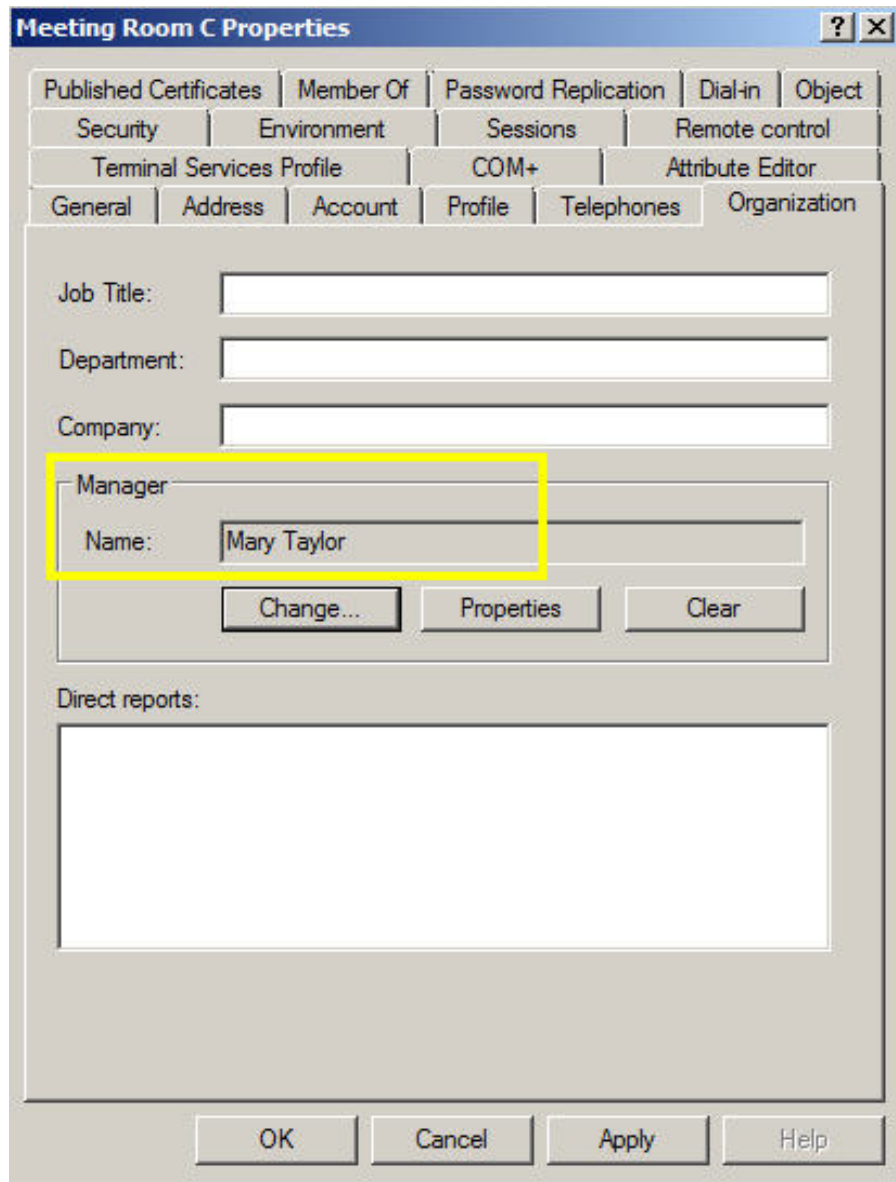 Meeting Room C Properties
Published Certificates Member Of Password Replication Dial-in Object
Security Environment Sessions Remote control
Terminal Services Profile COM+ Attribute Editor
General Address Account Profile Telephones Organization
Job Title:
Department:
Company:
Manager
Name: Mary Taylor
Change... Properties Clear
Direct reports:
OK Cancel Apply Help